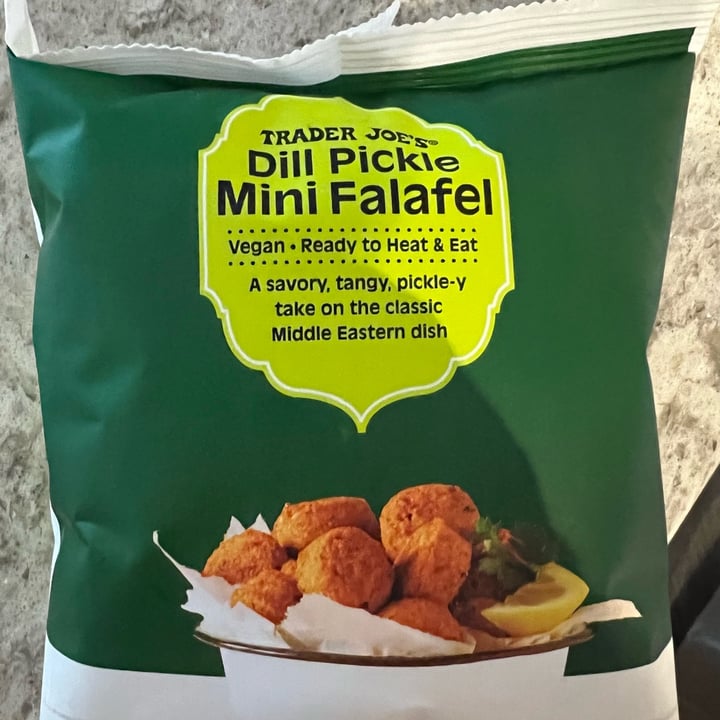 TRADER JOE'S®
Dill Pickle
Mini Falafel
Vegan • Ready to Heat & Eat
A savory, tangy, pickle-y
take on the classic
Middle Eastern dish